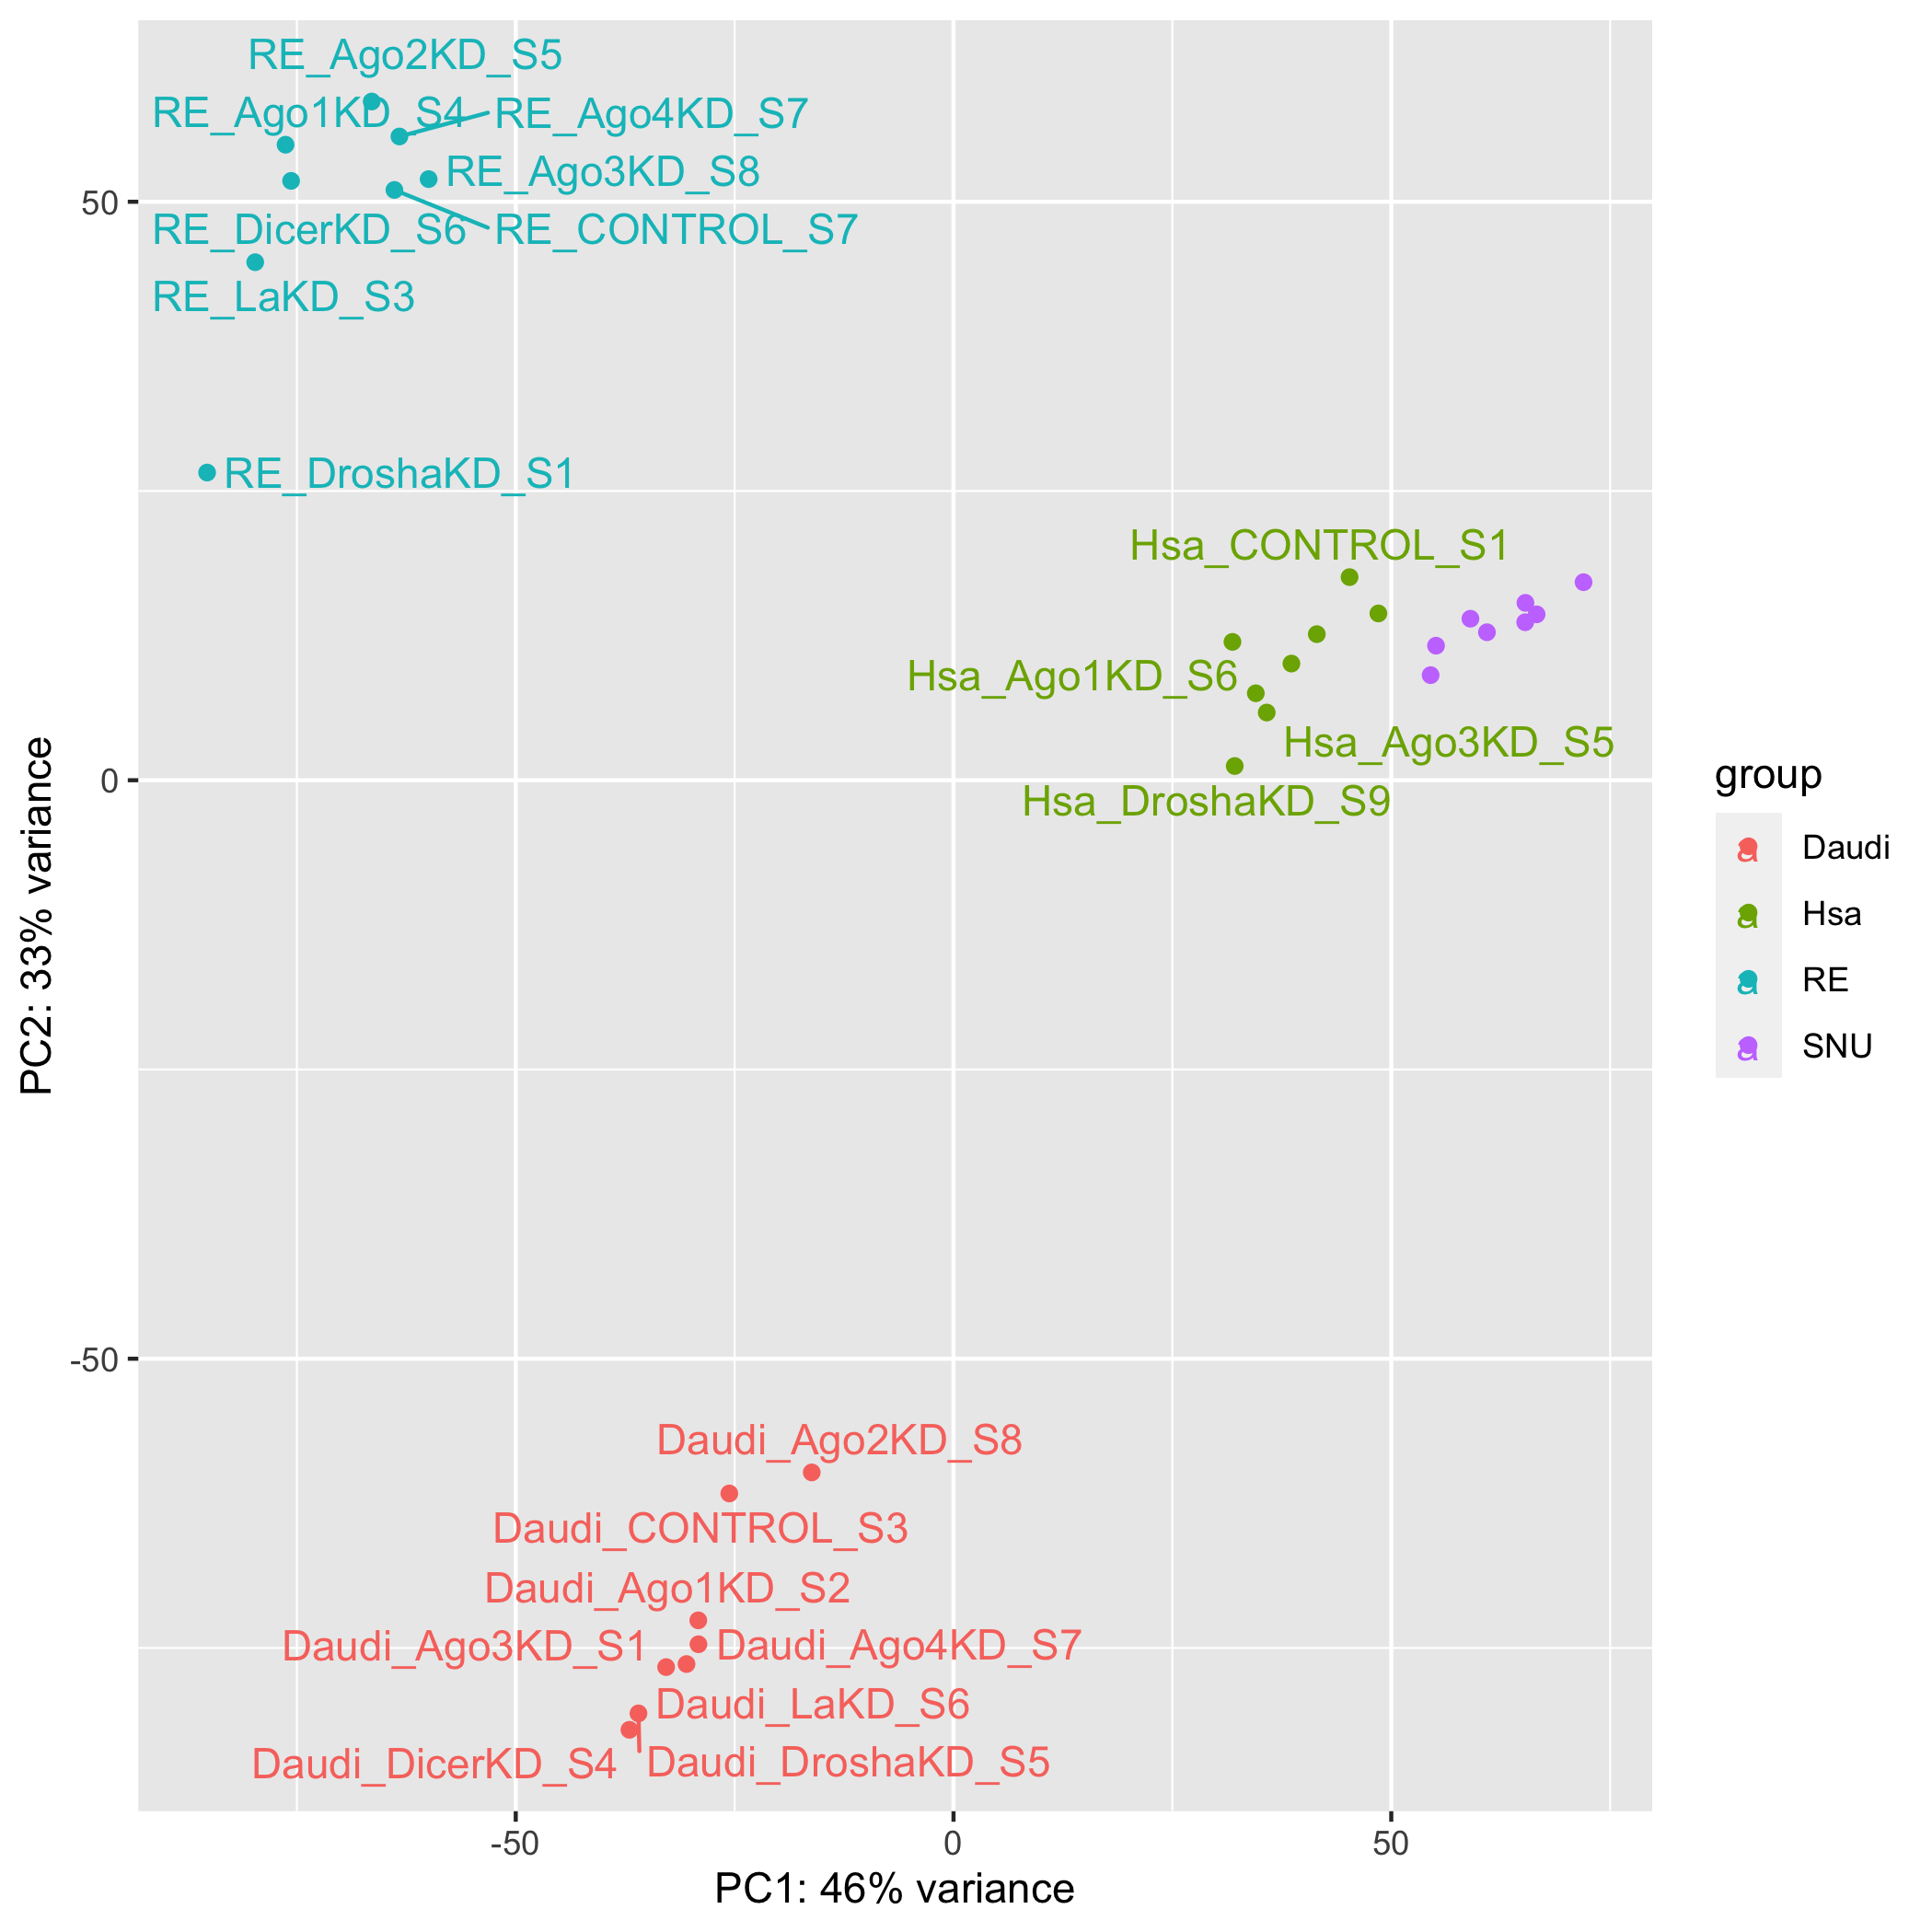 RE_Ago2KD_S5
RE_Ago1KD_S4
RE_Ago4KD_S7
RE_Ago3KD_S8
50
RE_DicerKD_S6
RE_CONTROL_S7
RE_LaKD_S3
RE_DroshaKD_S1
Hsa_CONTROL_S1
Hsa_Ago1KD_S6
Hsa_Ago3KD_S5
0
Hsa_DroshaKD_S9
PC2: 33% variance
group
a Daudi
a Hsa
a RE
a SNU
-50
Daudi_Ago2KD_S8
Daudi_CONTROL_S3
Daudi_Ago1KD_S2
Daudi_Ago3KD_S1
Daudi_Ago4KD_S7
Daudi_LaKD_S6
Daudi_DicerKD_S4
Daudi_DroshaKD_S5
-50 0 50
PC1: 46% variance